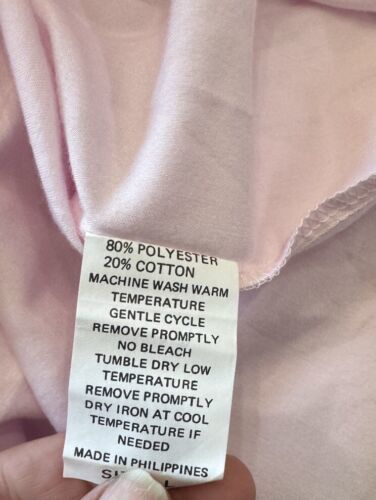 80% POLYESTER
20% COTTON
MACHINE WASH WARM
TEMPERATURE
GENTLE CYCLE
REMOVE PROMPTLY
NO BLEACH
TUMBLE DRY LOW
TEMPERATURE
REMOVE PROMPTLY
DRY IRON AT COOL
TEMPERATURE IF
NEEDED
MADE IN PHILIPPINES